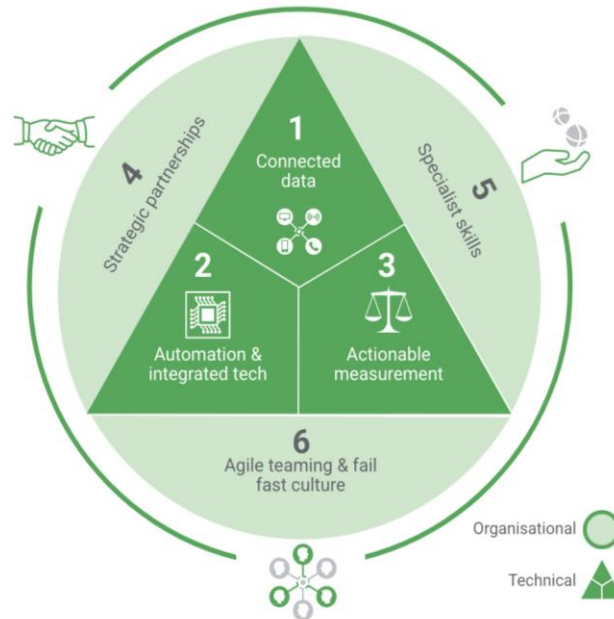 1
Connected
data
2
Automation &
integrated tech
3
Actionable
measurement
4
Strategic partnerships
5
Specialist skills
6
Agile teaming & fail
fast culture
Organisational
Technical